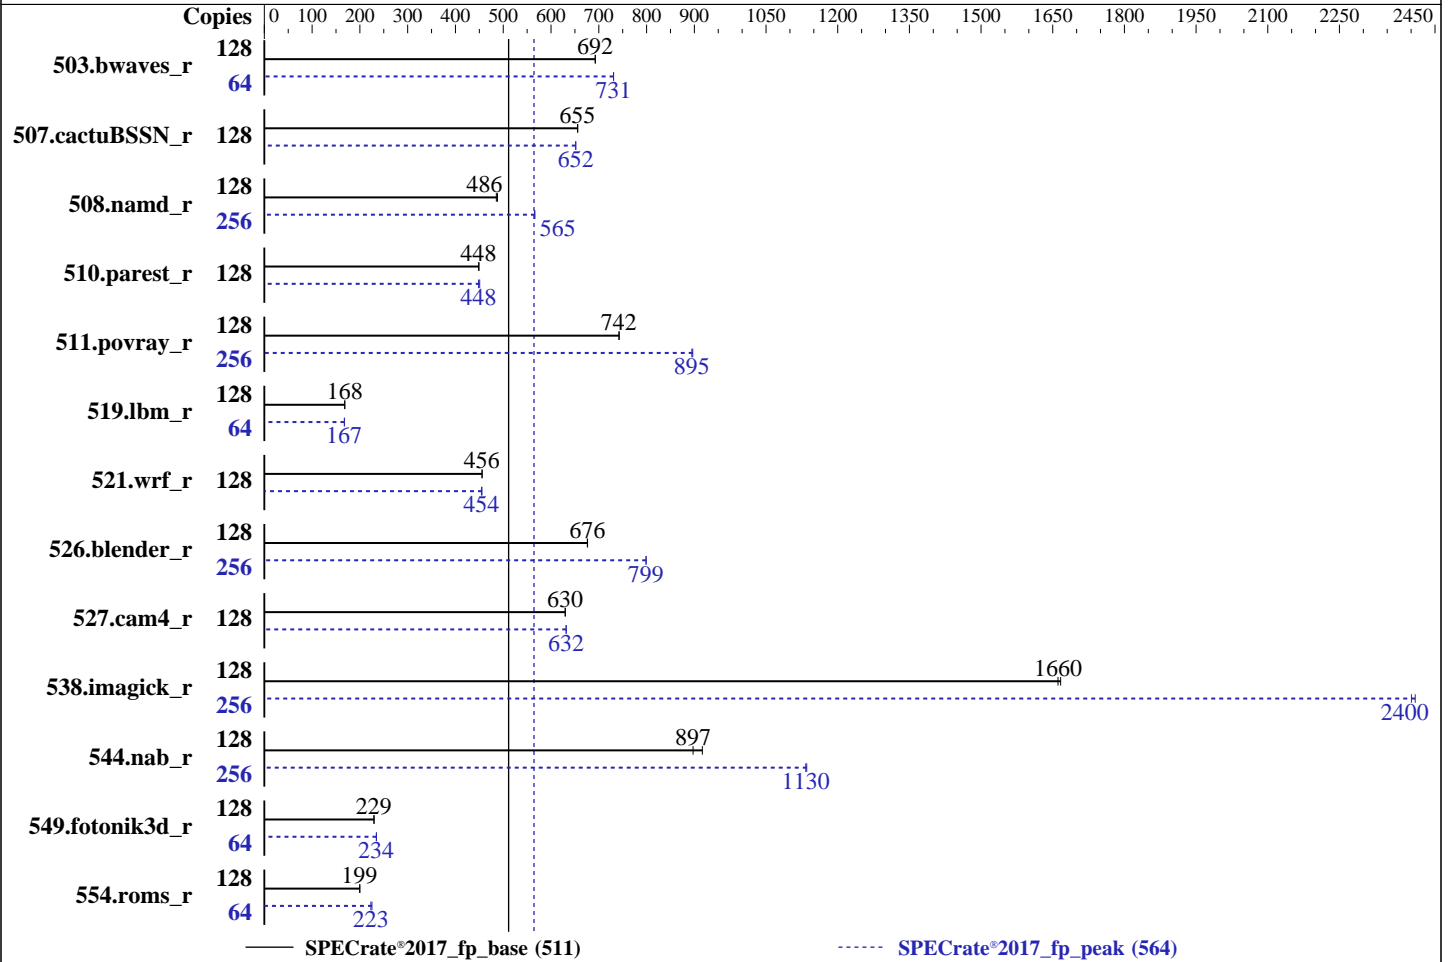 Copies 0 100 200 300 400 500 600 700 800 900 1050 1200 1350 1500 1650 1800 1950 2100 2250 2450
503.bwaves_r 128 692
64 731
507.cactuBSSN_r 128 655
652
508.namd_r 128 486
256 565
510.parest_r 128 448
448
511.povray_r 128 742
256 895
519.lbm_r 128 168
64 167
521.wrf_r 128 456
454
526.blender_r 128 676
256 799
527.cam4_r 128 630
632
538.imagick_r 128 1660
256 2400
544.nab_r 128 897
256 1130
549.fotonik3d_r 128 229
64 234
554.roms_r 128 199
64 223
SPECrate®2017_fp_base (511) SPECrate®2017_fp_peak (564)